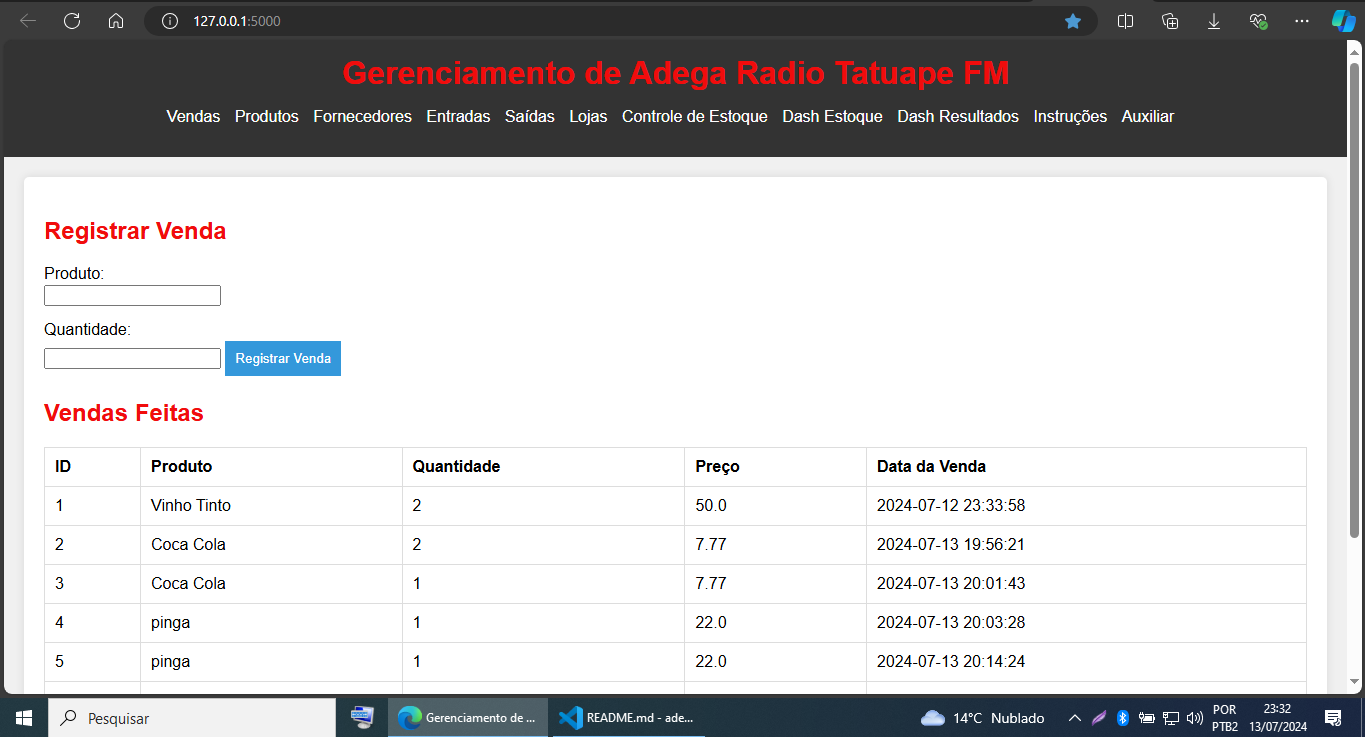 127.0.0.1:5000
Gerenciamento de Adega Radio Tatuape FM
Vendas Produtos Fornecedores Entradas Saídas Lojas Controle de Estoque Dash Estoque Dash Resultados Instruções Auxiliar
Registrar Venda
Produto:
Quantidade:
Registrar Venda
Vendas Feitas
ID Produto Quantidade Preço Data da Venda
1 Vinho Tinto 2 50.0 2024-07-12 23:33:58
2 Coca Cola 2 7.77 2024-07-13 19:56:21
3 Coca Cola 1 7.77 2024-07-13 20:01:43
4 pinga 1 22.0 2024-07-13 20:03:28
5 pinga 1 22.0 2024-07-13 20:14:24
Pesquisar Gerenciamento de ... README.md - ade... 14°C Nublado POR 23:32
PTB2 13/07/2024